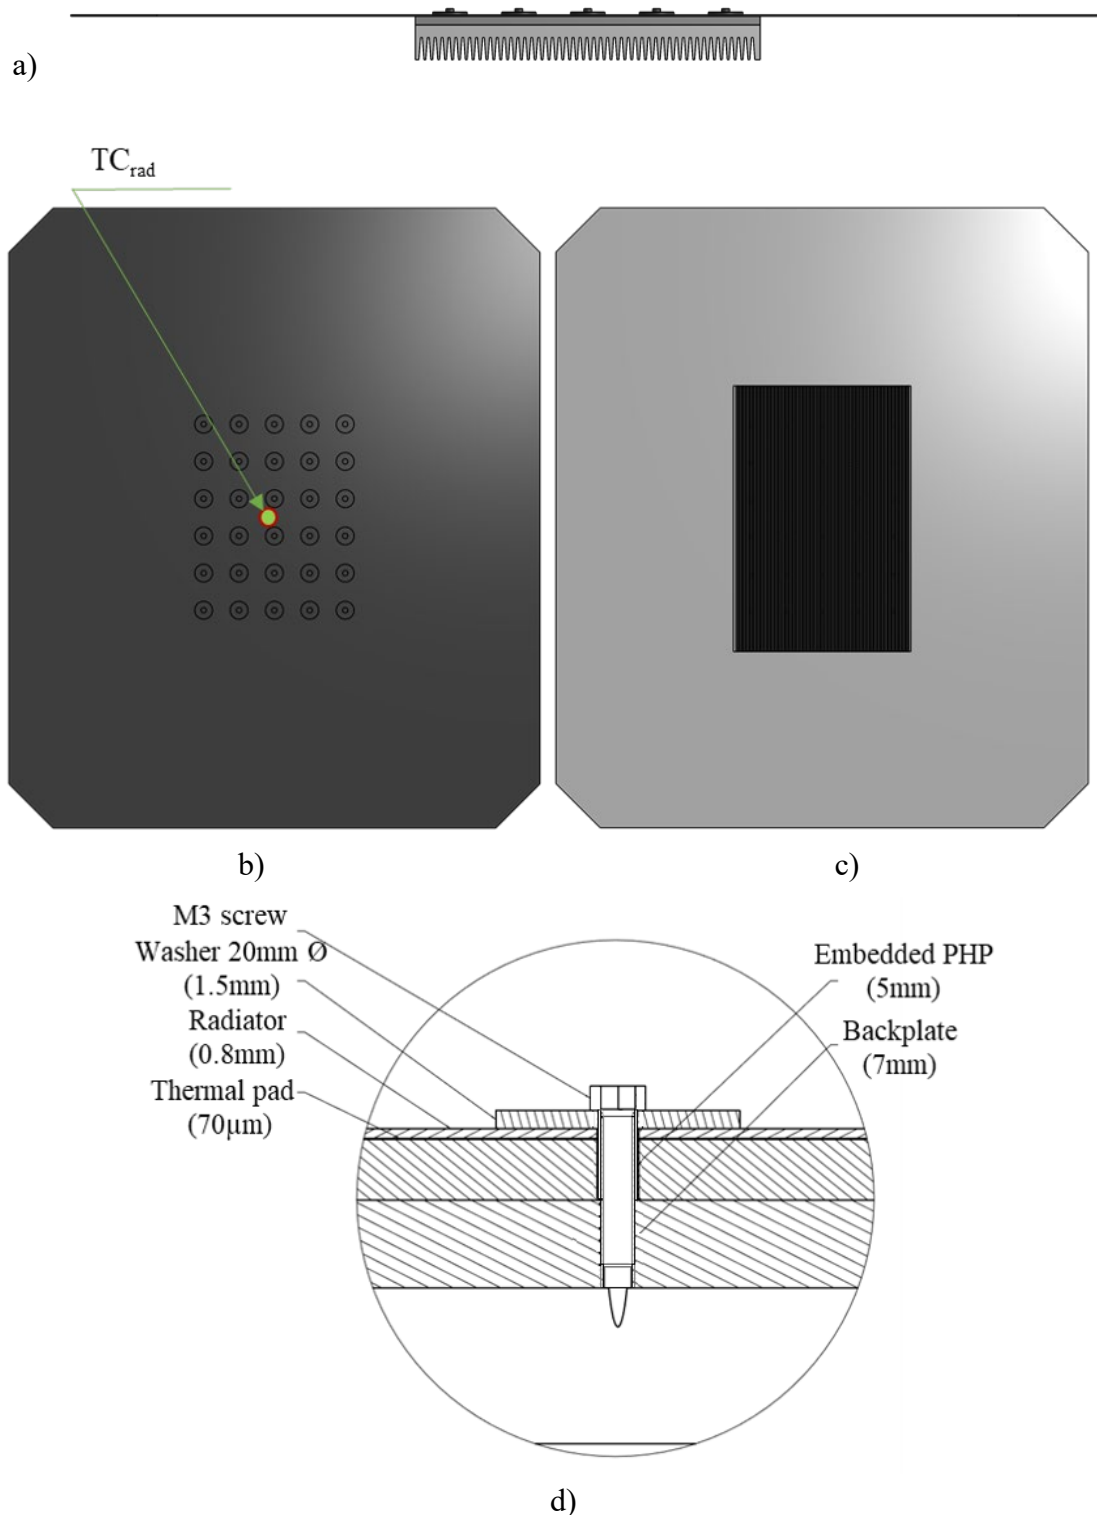 a)
TCrad
b)
c)
M3 screw
Washer 20mm Ø
(1.5mm)
Radiator
(0.8mm)
Thermal pad
(70µm)
Embedded PHP
(5mm)
Backplate
(7mm)
d)